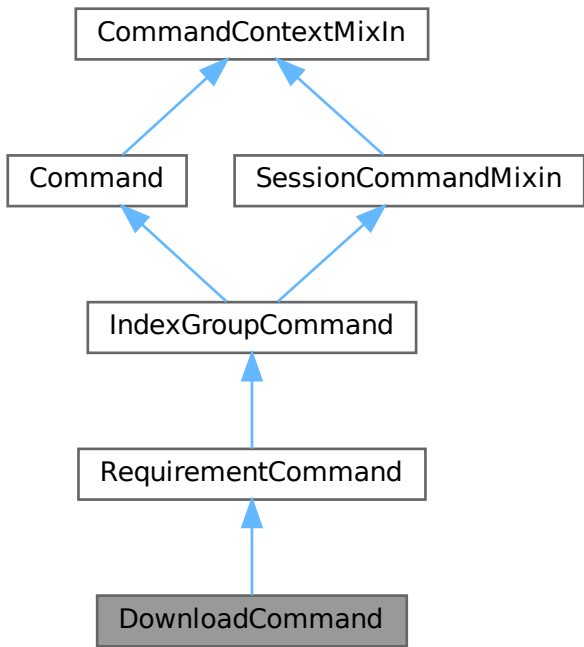 CommandContextMixIn
Command
SessionCommandMixin
IndexGroupCommand
RequirementCommand
DownloadCommand